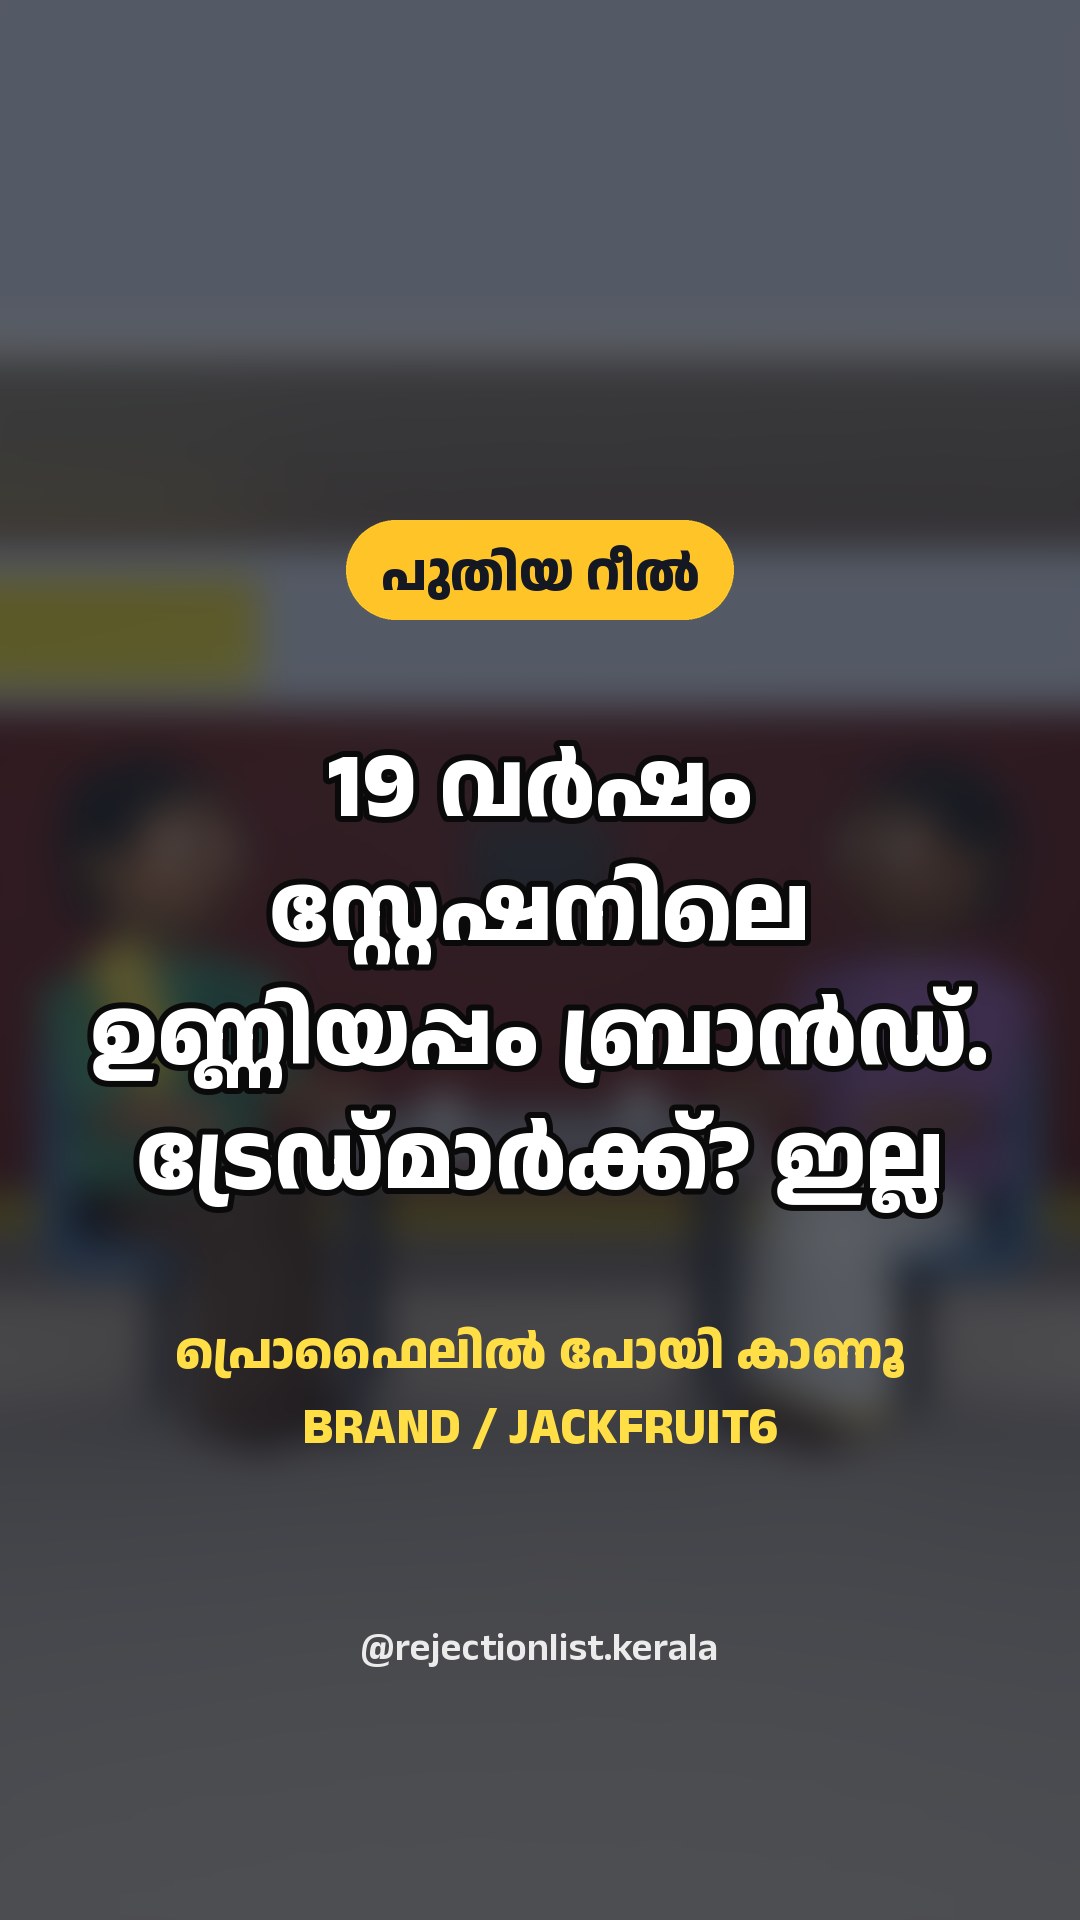 പുതിയ റീൽ
19 വർഷം
സ്റ്റേഷനിലെ
ഉണ്ണിയപ്പം ബ്രാൻഡ്.
ട്രേഡ്മാർക്ക്? ഇല്ല
പ്രൊഫൈലിൽ പോയി കാണൂ
BRAND / JACKFRUIT6
@rejectionlist.kerala